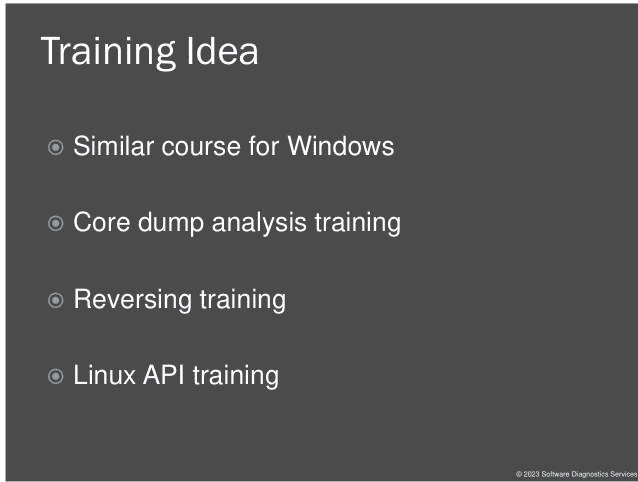 Training Idea
Similar course for Windows
Core dump analysis training
Reversing training
Linux API training
© 2023 Software Diagnostics Services